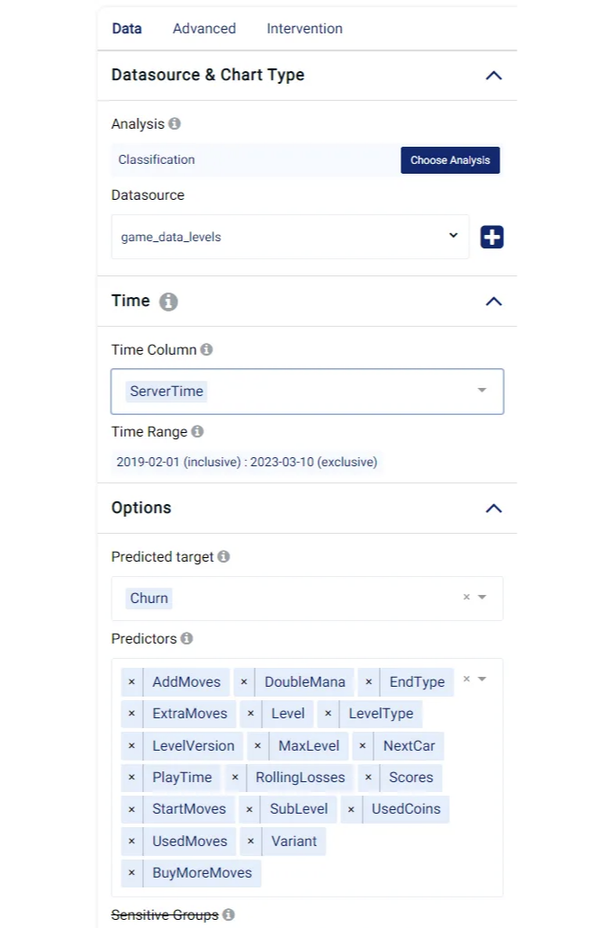 Data Advanced Intervention
Datasource & Chart Type
Analysis
Classification Choose Analysis
Datasource
game_data_levels
Time
Time Column
ServerTime
Time Range
2019-02-01 (inclusive) : 2023-03-10 (exclusive)
Options
Predicted target
Churn ×
Predictors
× AddMoves × DoubleMana × EndType ×
× ExtraMoves × Level × LevelType
× LevelVersion × MaxLevel × NextCar
× PlayTime × RollingLosses × Scores
× StartMoves × SubLevel × UsedCoins
× UsedMoves × Variant
× BuyMoreMoves
Sensitive Groups